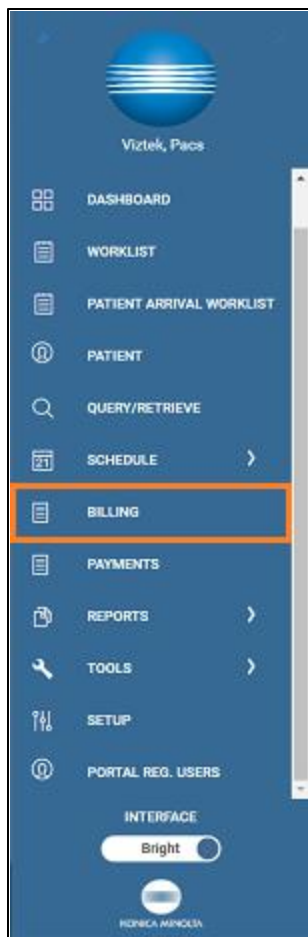 Viztek, Pacs
DASHBOARD
WORKLIST
PATIENT ARRIVAL WORKLIST
PATIENT
QUERY/RETRIEVE
21 SCHEDULE
BILLING
PAYMENTS
REPORTS
TOOLS
SETUP
PORTAL REG. USERS
INTERFACE
Bright
KONICA MINOLTA